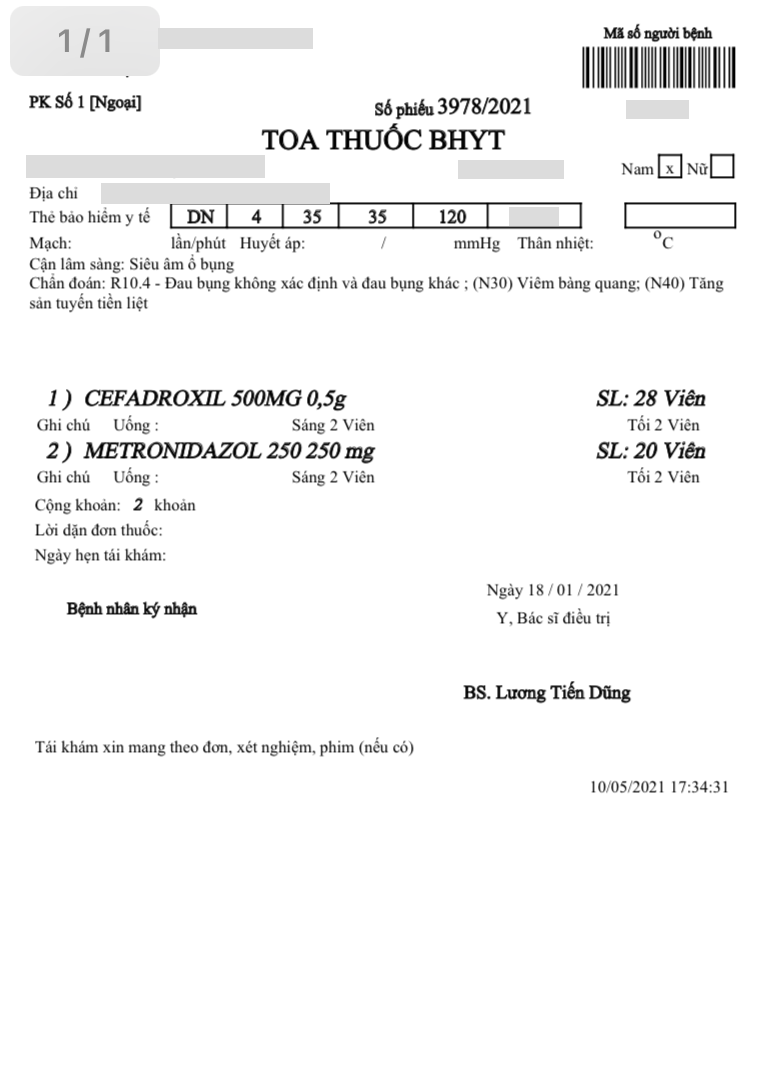 1/1
Mã số người bệnh
PK Số 1 [Ngoại]
Số phiếu 3978/2021
TOA THUỐC BHYT
Nam x Nữ
Địa chỉ
Thẻ bảo hiểm y tế DN 4 35 35 120
Mạch: lần/phút Huyết áp: / mmHg Thân nhiệt: °C
Cận lâm sàng: Siêu âm ổ bụng
Chẩn đoán: R10.4 - Đau bụng không xác định và đau bụng khác ; (N30) Viêm bàng quang; (N40) Tăng
sản tuyến tiền liệt
1 ) CEFADROXIL 500MG 0,5g SL: 28 Viên
Ghi chú Uống : Sáng 2 Viên Tối 2 Viên
2 ) METRONIDAZOL 250 250 mg SL: 20 Viên
Ghi chú Uống : Sáng 2 Viên Tối 2 Viên
Cộng khoản: 2 khoản
Lời dặn đơn thuốc:
Ngày hẹn tái khám:
Ngày 18 / 01 / 2021
Bệnh nhân ký nhận
Y, Bác sĩ điều trị
BS. Lương Tiến Dũng
Tái khám xin mang theo đơn, xét nghiệm, phim (nếu có)
10/05/2021 17:34:31